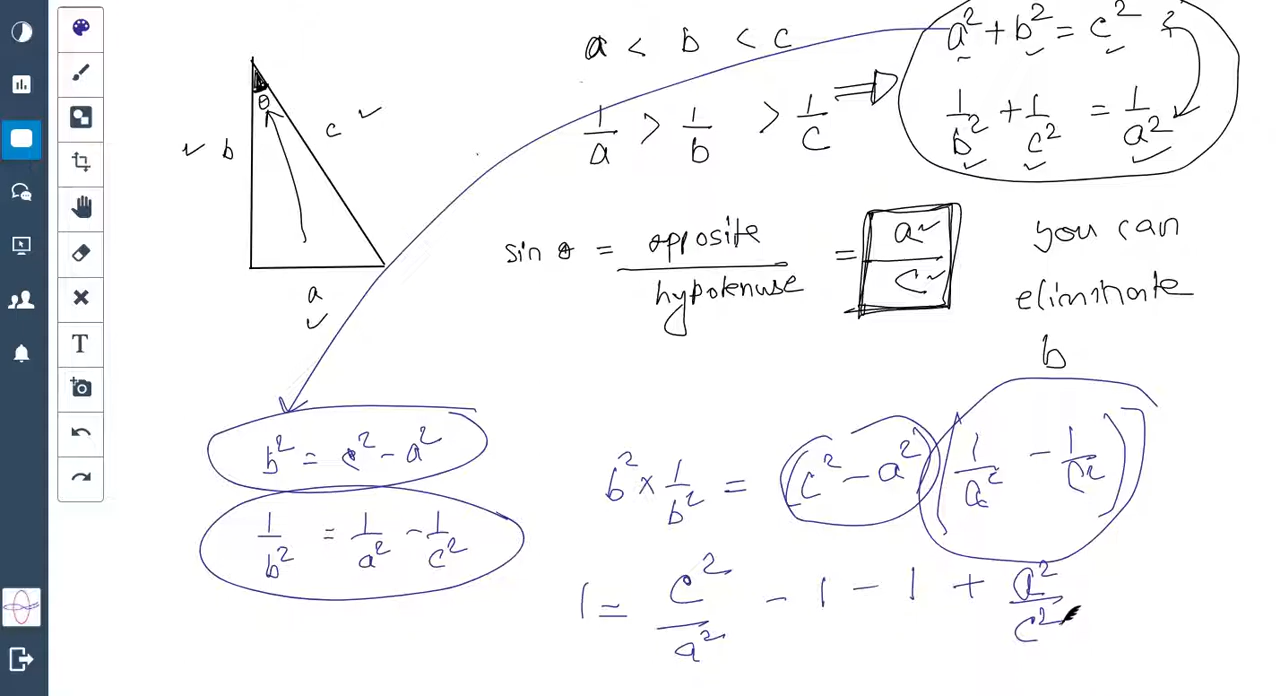 a < b < c
a² + b² = c²
1/a > 1/b > 1/c ⇒ 1/b² + 1/c² = 1/a²
θ
b
c
a
sin θ = opposite/hypotenuse = a/c
you can
eliminate
b
b² = c² - a²
1/b² = 1/a² - 1/c²
b² × 1/b² = (c² - a²) (1/a² - 1/c²)
1 = c²/a² - 1 - 1 + a²/c²
T